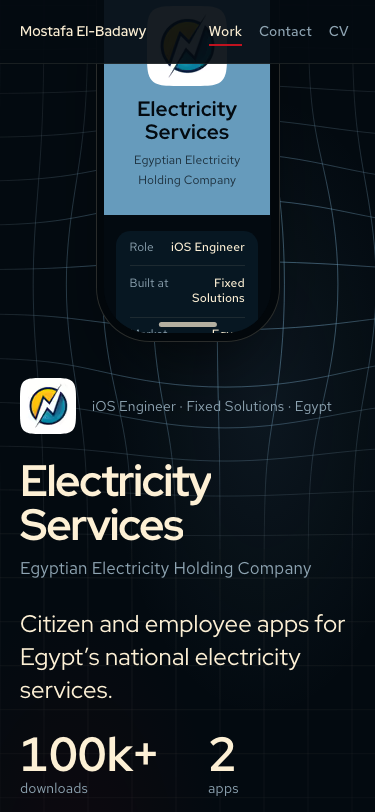 Mostafa El-Badawy
Work
Contact
CV
Electricity
Services
Egyptian Electricity
Holding Company
Role
iOS Engineer
Built at
Fixed
Solutions
iOS Engineer · Fixed Solutions · Egypt
Electricity
Services
Egyptian Electricity Holding Company
Citizen and employee apps for
Egypt’s national electricity
services.
100k+
2
downloads
apps